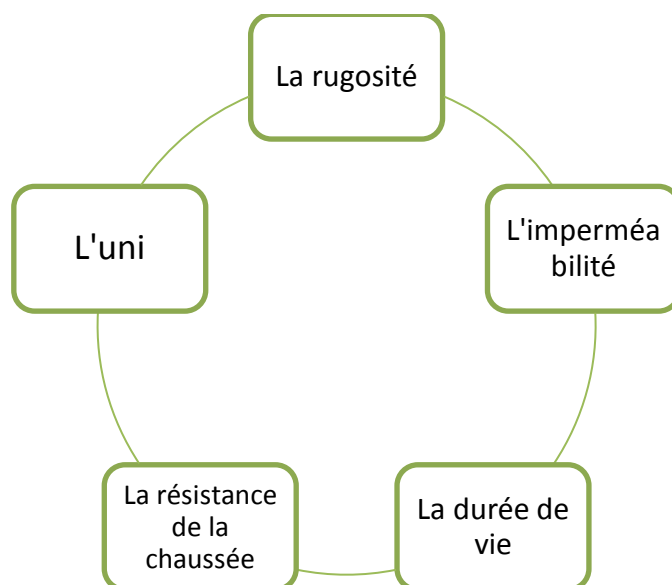 La rugosité
L'imperméa
bilité
La durée de
vie
La résistance
de la
chaussée
L'uni